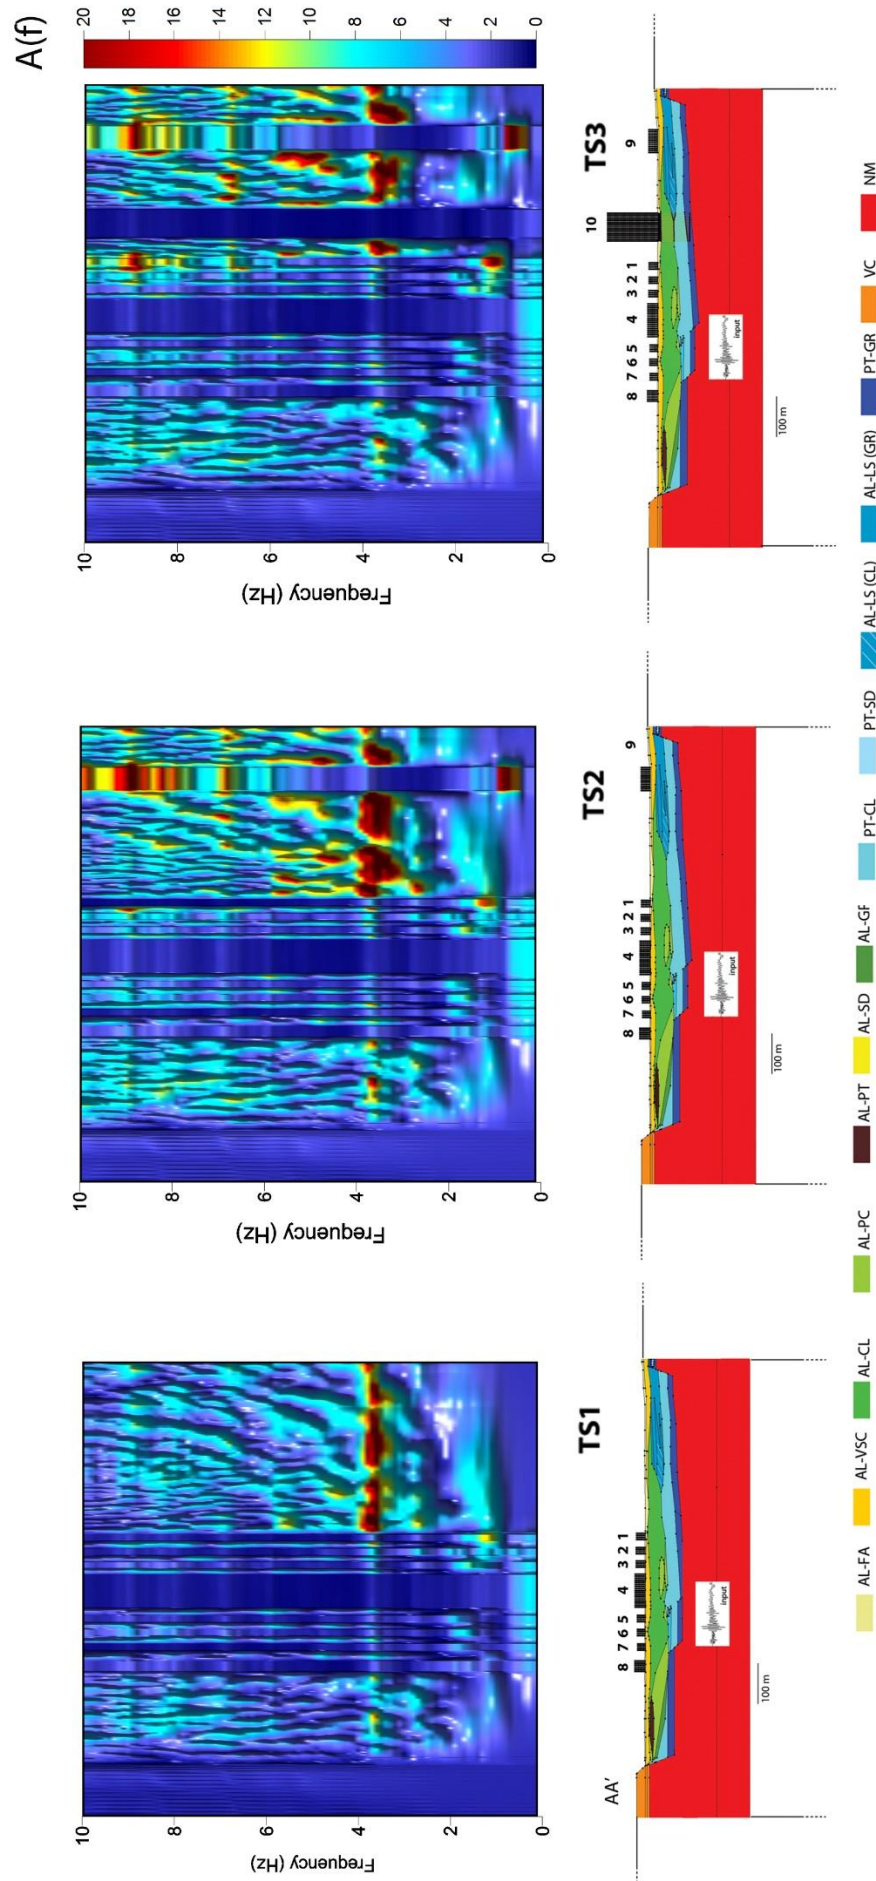 A(f)
10
8
6
4
2
0
Frequency (Hz)
10
8
6
4
2
0
Frequency (Hz)
10
8
6
4
2
0
Frequency (Hz)
20
18
16
14
12
10
8
6
4
2
0
AA'
TS1
8 7 6 5 4 3 2 1
input
100 m
TS2
8 7 6 5 4 3 2 1 9
input
100 m
TS3
8 7 6 5 4 3 2 1 10 9
input
100 m
AL-FA AL-VSC AL-CL AL-PC AL-PT AL-SD AL-GF PT-CL PT-SD AL-LS (CL) AL-LS (GR) PT-GR VC NM